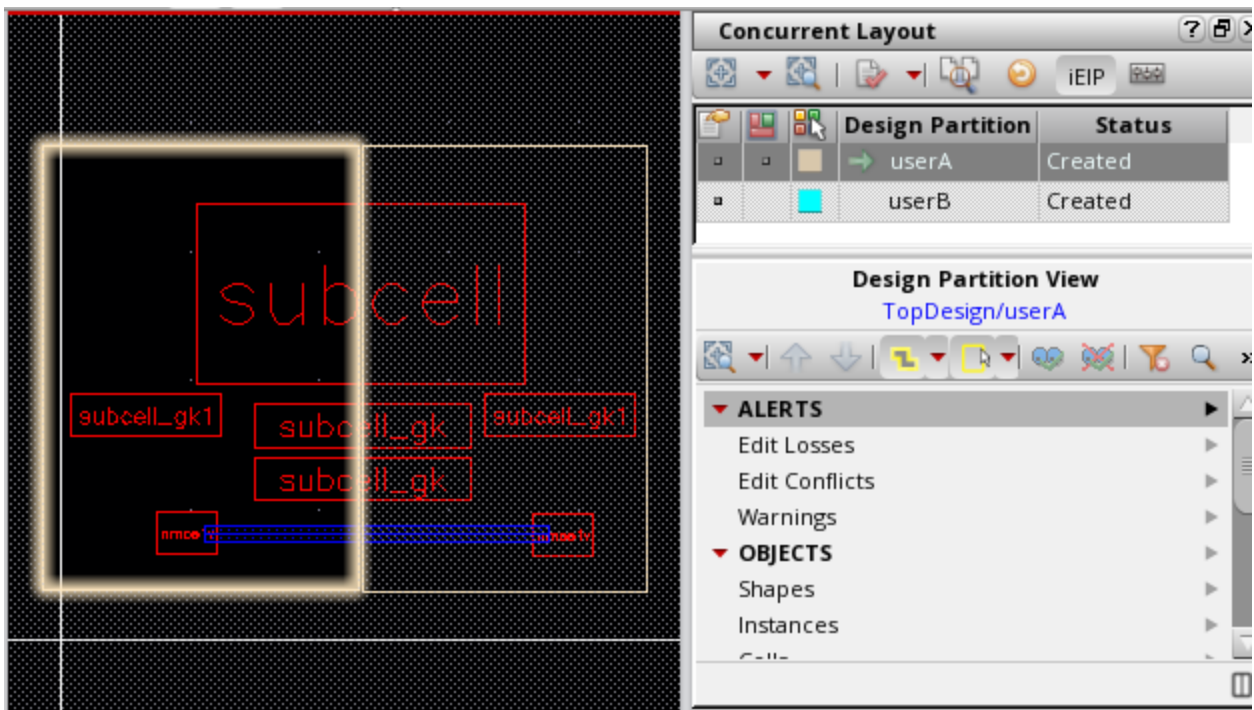 Concurrent Layout
iEIP
Design Partition Status
userA Created
userB Created
Design Partition View
TopDesign/userA
ALERTS
Edit Losses
Edit Conflicts
Warnings
OBJECTS
Shapes
Instances
subcell
subcell_gk1
subcell_gk
subcell_gk1
subcell_gk